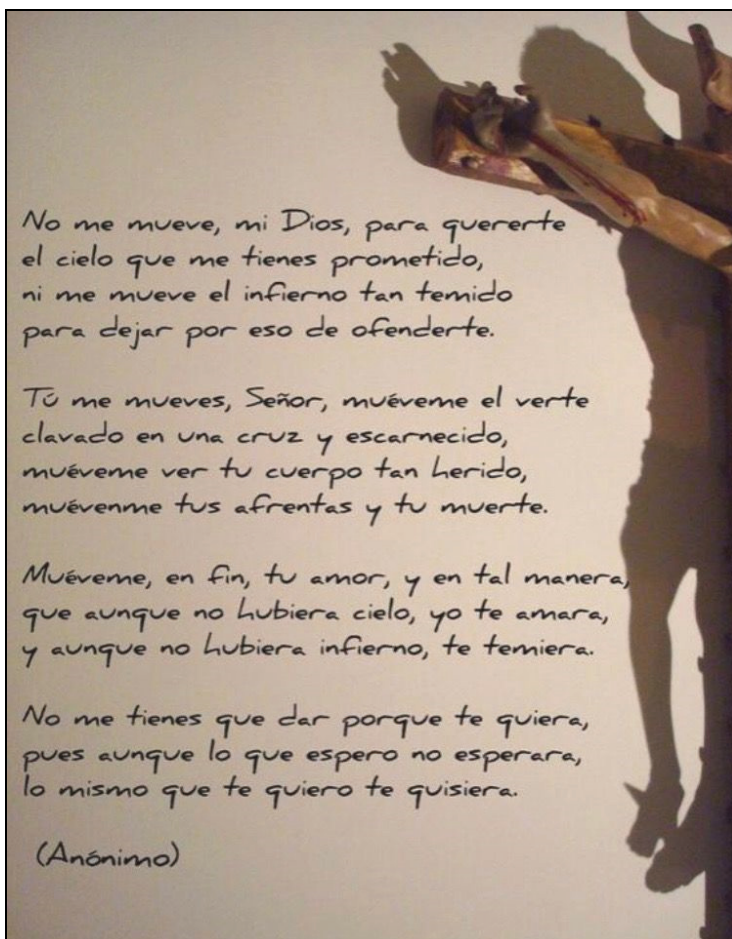 No me mueve, mi Dios, para quererte
el cielo que me tienes prometido,
ni me mueve el infierno tan temido
para dejar por eso de ofenderte.
Tú me mueves, Señor, muéveme el verte
clavado en una cruz y escarnecido,
muéveme ver tu cuerpo tan herido,
muévenme tus afrentas y tu muerte.
Muéveme, en fin, tu amor, y en tal manera,
que aunque no hubiera cielo, yo te amara,
y aunque no hubiera infierno, te temiera.
No me tienes que dar porque te quiera,
pues aunque lo que espero no esperara,
lo mismo que te quiero te quisiera.
(Anónimo)